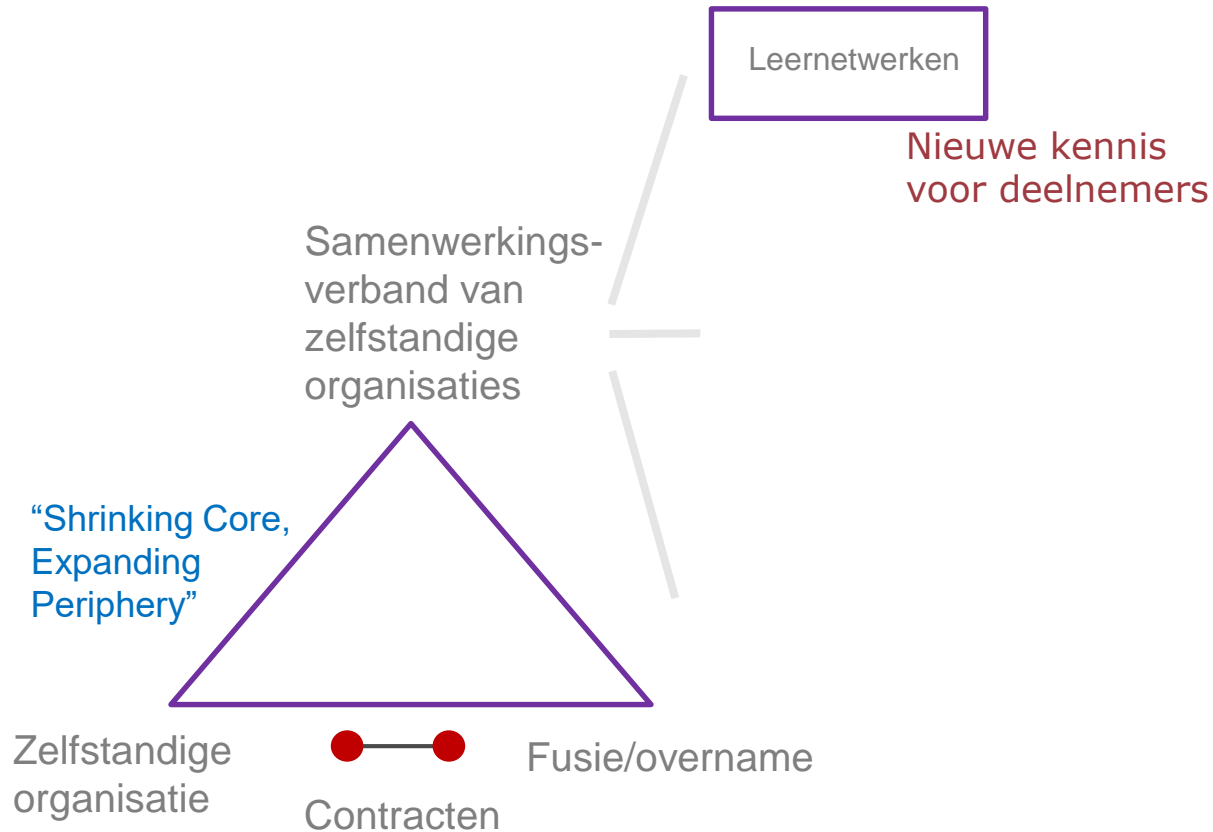 Leernetwerken
Nieuwe kennis
voor deelnemers
Samenwerkings-
verband van
zelfstandige
organisaties
“Shrinking Core,
Expanding
Periphery”
Zelfstandige
organisatie
Contracten
Fusie/overname